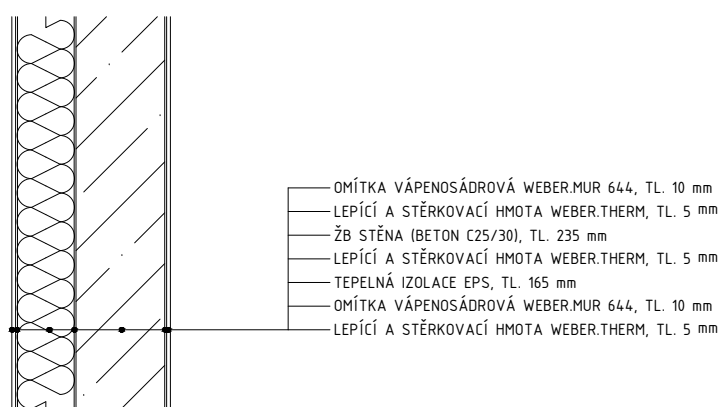 OMÍTKA VÁPENOSÁDROVÁ WEBER.MUR 644, TL. 10 mm
LEPÍCÍ A STĚRKOVACÍ HMOTA WEBER.THERM, TL. 5 mm
ŽB STĚNA (BETON C25/30), TL. 235 mm
LEPÍCÍ A STĚRKOVACÍ HMOTA WEBER.THERM, TL. 5 mm
TEPELNÁ IZOLACE EPS, TL. 165 mm
OMÍTKA VÁPENOSÁDROVÁ WEBER.MUR 644, TL. 10 mm
LEPÍCÍ A STĚRKOVACÍ HMOTA WEBER.THERM, TL. 5 mm